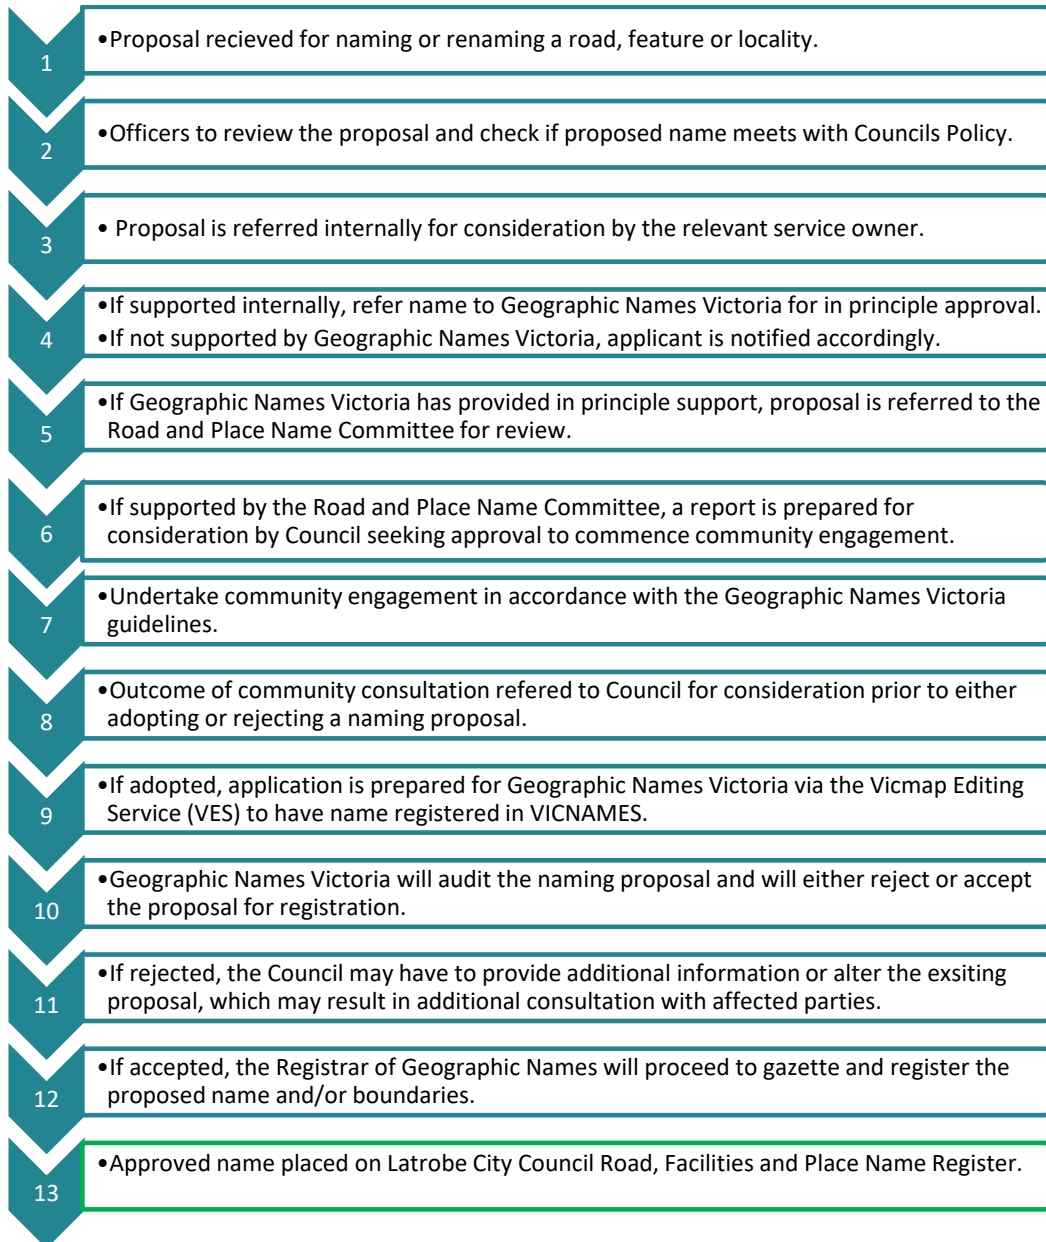 1
•Proposal recieved for naming or renaming a road, feature or locality.
2
•Officers to review the proposal and check if proposed name meets with Councils Policy.
3
• Proposal is referred internally for consideration by the relevant service owner.
4
•If supported internally, refer name to Geographic Names Victoria for in principle approval.
•If not supported by Geographic Names Victoria, applicant is notified accordingly.
5
•If Geographic Names Victoria has provided in principle support, proposal is referred to the
Road and Place Name Committee for review.
6
•If supported by the Road and Place Name Committee, a report is prepared for
consideration by Council seeking approval to commence community engagement.
7
•Undertake community engagement in accordance with the Geographic Names Victoria
guidelines.
8
•Outcome of community consultation refered to Council for consideration prior to either
adopting or rejecting a naming proposal.
9
•If adopted, application is prepared for Geographic Names Victoria via the Vicmap Editing
Service (VES) to have name registered in VICNAMES.
10
•Geographic Names Victoria will audit the naming proposal and will either reject or accept
the proposal for registration.
11
•If rejected, the Council may have to provide additional information or alter the exsiting
proposal, which may result in additional consultation with affected parties.
12
•If accepted, the Registrar of Geographic Names will proceed to gazette and register the
proposed name and/or boundaries.
13
•Approved name placed on Latrobe City Council Road, Facilities and Place Name Register.